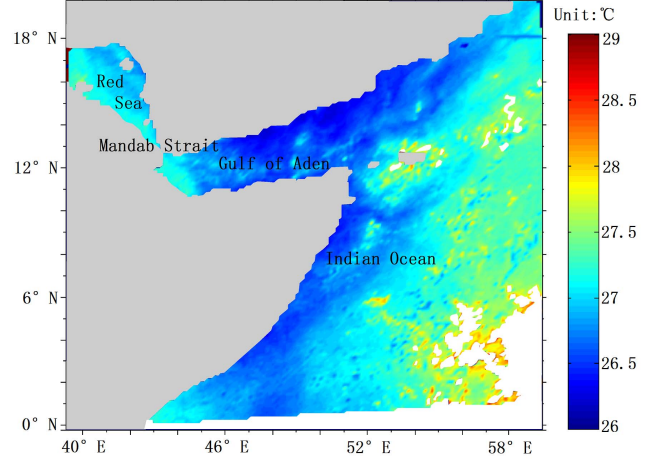 Unit:℃
18° N
29
Red
Sea
28.5
Mandab Strait
28
Gulf of Aden
12° N
27.5
Indian Ocean
27
6° N
26.5
0° N
26
40° E
46° E
52° E
58° E